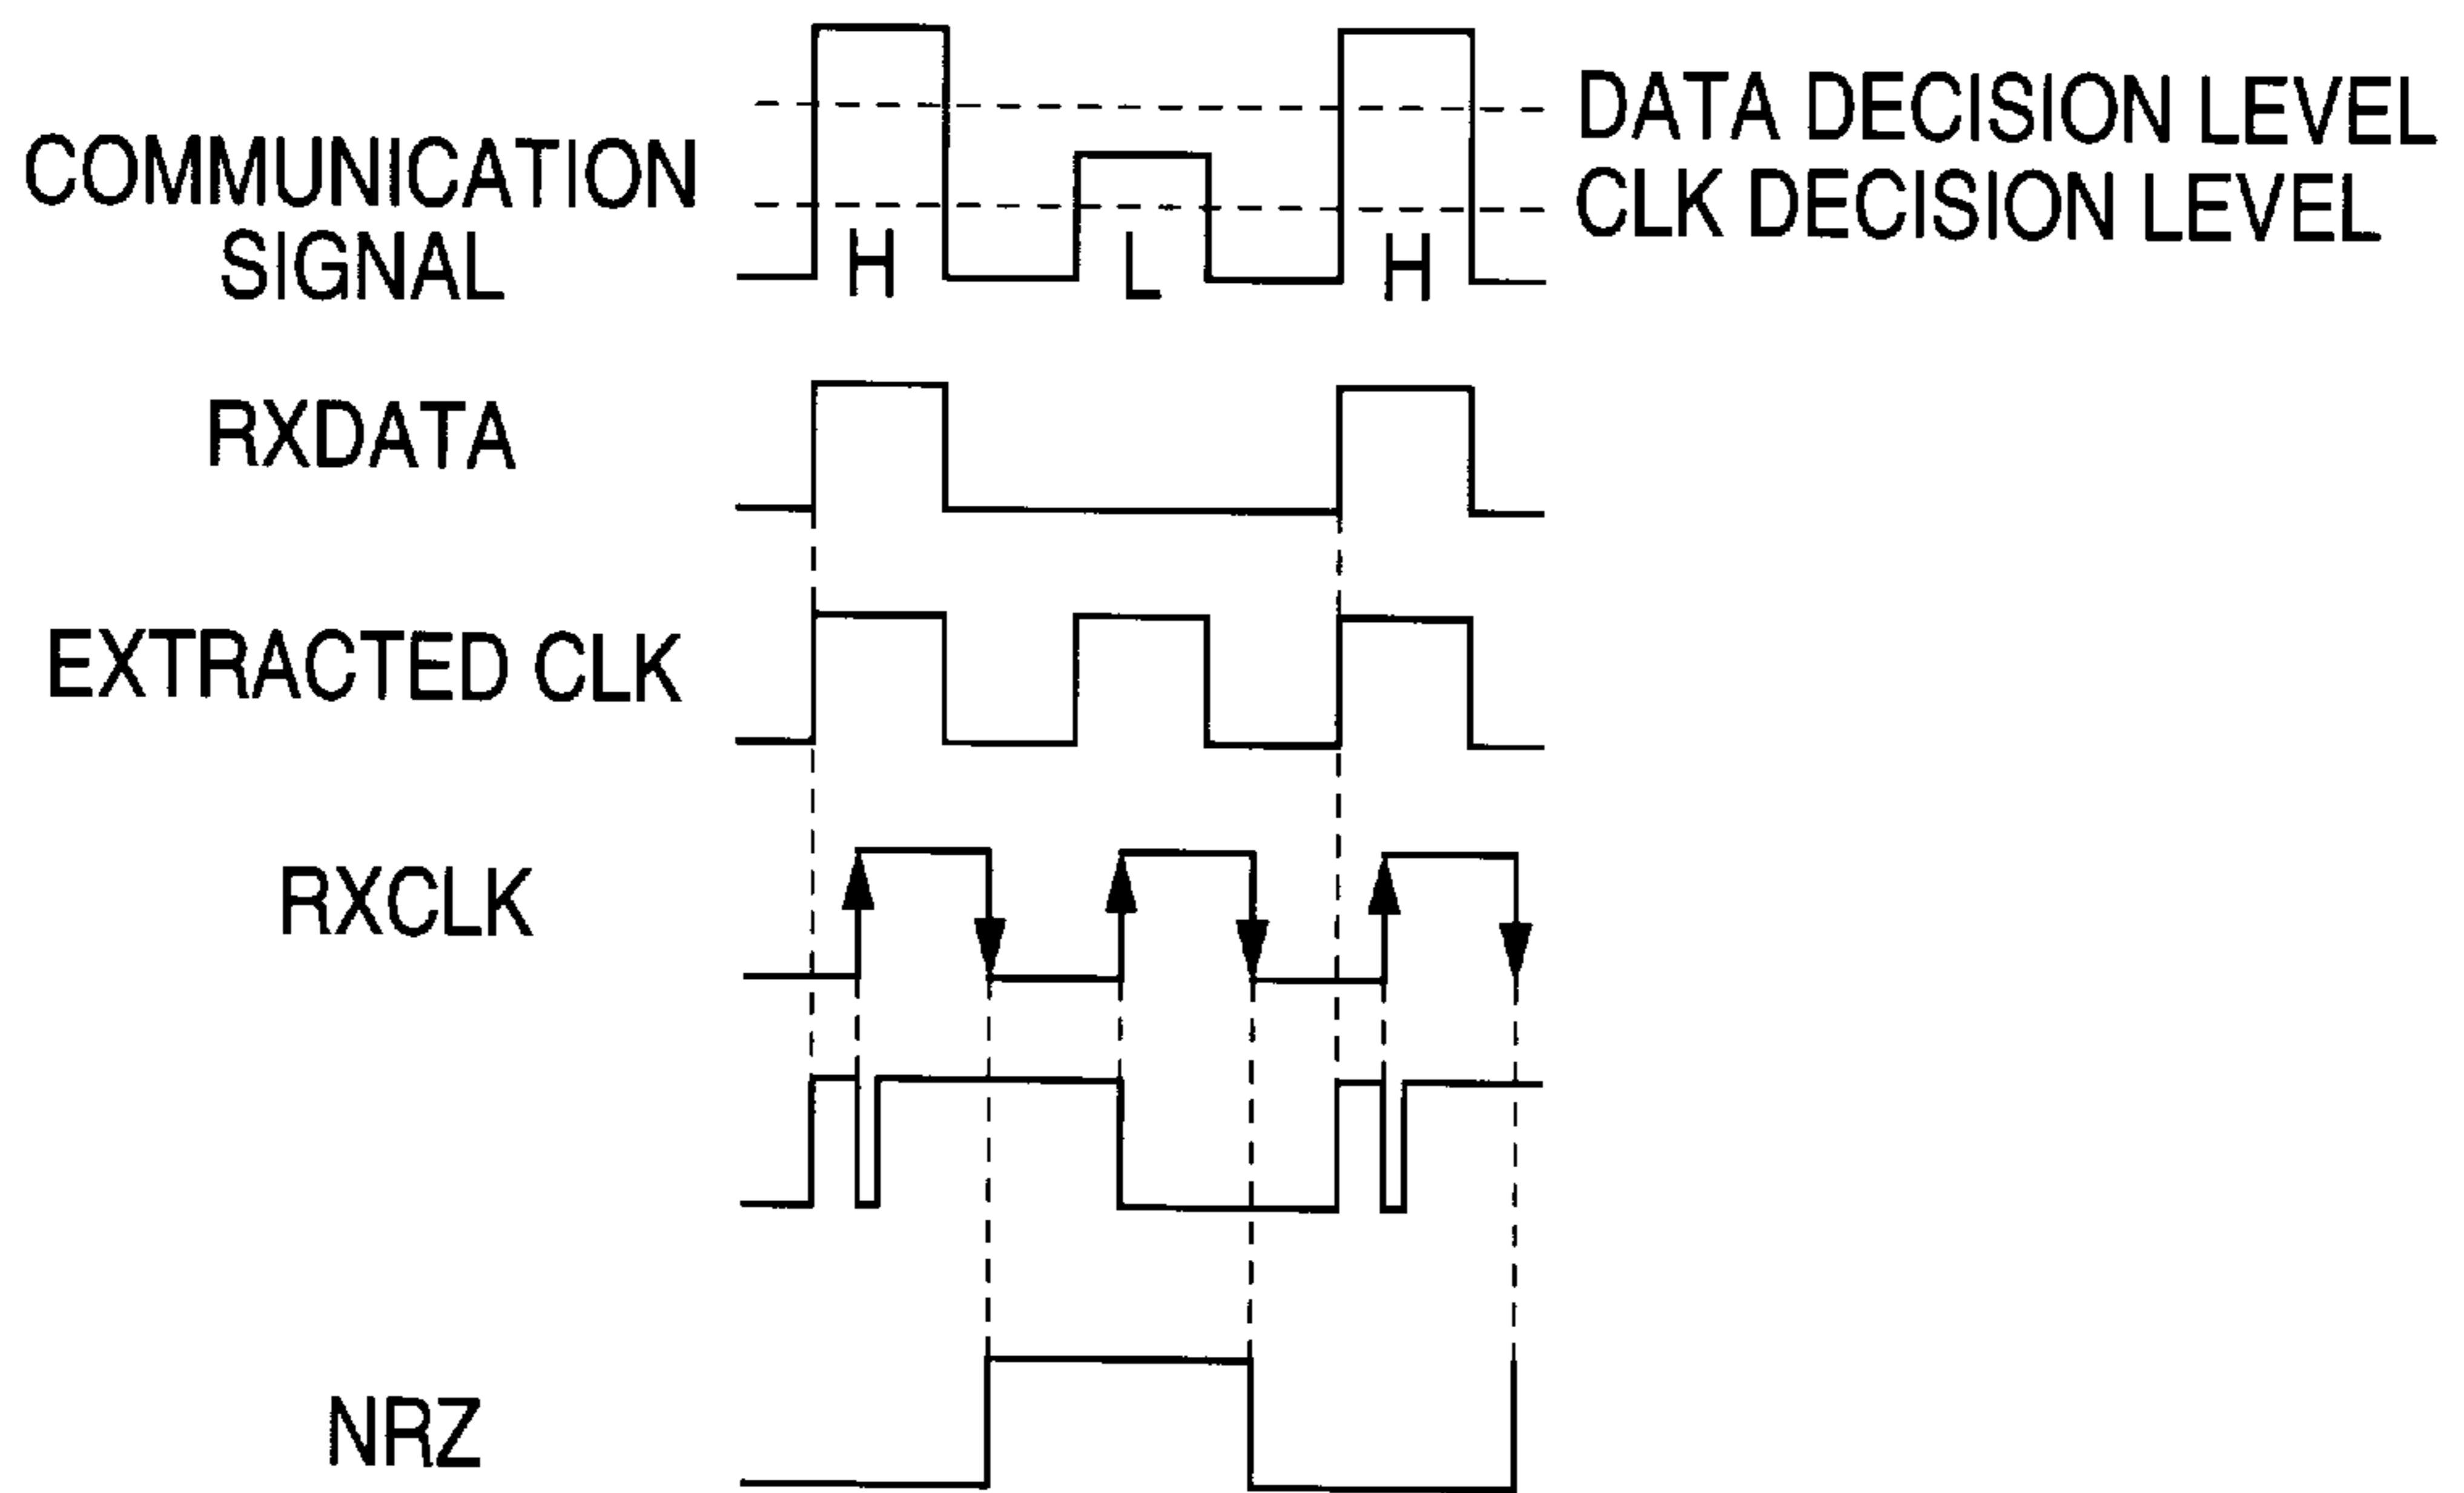 DATA DECISION LEVEL
COMMUNICATION
SIGNAL
CLK DECISION LEVEL
H
L
H
RXDATA
EXTRACTED CLK
RXCLK
NRZ